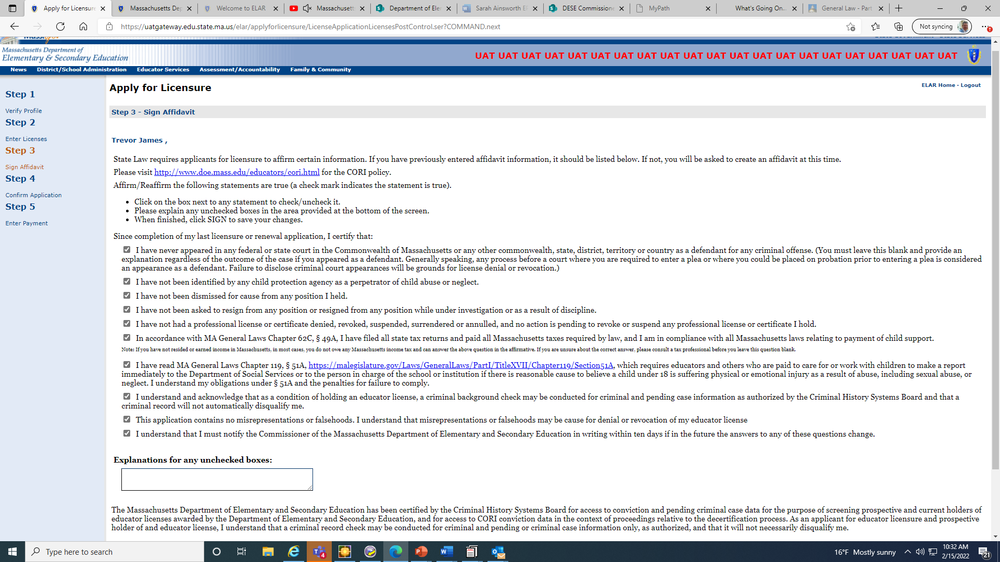 Apply for Licensure
Massachusetts De
Welcome to ELAR
Massachusett
Department of Ele
Sarah Ainsworth E
DESE Commissione
MyPath
What's Going On...
General Law - Part
https://uatgateway.edu.state.ma.us/elar/applyforlicensure/LicenseApplicationLicensesPostControl.ser?COMMAND.next
Not syncing
Massachusetts Department of
Elementary & Secondary Education
UAT UAT UAT UAT UAT UAT UAT UAT UAT UAT UAT UAT UAT UAT UAT UAT UAT UAT UAT UAT UAT
News District/School Administration Educator Services Assessment/Accountability Family & Community
Apply for Licensure
ELAR Home · Logout
Step 1
Verify Profile
Step 2
Enter Licenses
Step 3
Sign Affidavit
Step 4
Confirm Application
Step 5
Enter Payment
Step 3 - Sign Affidavit
Trevor James ,
State Law requires applicants for licensure to affirm certain information. If you have previously entered affidavit information, it should be listed below. If not, you will be asked to create an affidavit at this time.
Please visit http://www.doe.mass.edu/educators/cori.html for the CORI policy.
Affirm/Reaffirm the following statements are true (a check mark indicates the statement is true).
• Click on the box next to any statement to check/uncheck it.
• Please explain any unchecked boxes in the area provided at the bottom of the screen.
• When finished, click SIGN to save your changes.
Since completion of my last licensure or renewal application, I certify that:
I have never appeared in any federal or state court in the Commonwealth of Massachusetts or any other commonwealth, state, district, territory or country as a defendant for any criminal offense. (You must leave this blank and provide an
explanation regardless of the outcome of the case if you appeared as a defendant. Generally speaking, any process before a court where you are required to enter a plea or where you could be placed on probation prior to entering a plea is considered
an appearance as a defendant. Failure to disclose criminal court appearances will be grounds for license denial or revocation.)
I have not been identified by any child protection agency as a perpetrator of child abuse or neglect.
I have not been dismissed for cause from any position I held.
I have not been asked to resign from any position or resigned from any position while under investigation or as a result of discipline.
I have not had a professional license or certificate denied, revoked, suspended, surrendered or annulled, and no action is pending to revoke or suspend any professional license or certificate I hold.
In accordance with MA General Laws Chapter 62C, § 49A, I have filed all state tax returns and paid all Massachusetts taxes required by law, and I am in compliance with all Massachusetts laws relating to payment of child support.
Note: If you have not resided or earned income in Massachusetts, in most cases, you do not owe any Massachusetts income tax and can answer the above question in the affirmative. If you are unsure about the correct answer, please consult a tax professional before you leave this question blank.
I have read MA General Laws Chapter 119, § 51A, https://malegislature.gov/Laws/GeneralLaws/PartI/TitleXVII/Chapter119/Section51A, which requires educators and others who are paid to care for or work with children to make a report
immediately to the Department of Social Services or to the person in charge of the school or institution if there is reasonable cause to believe a child under 18 is suffering physical or emotional injury as a result of abuse, including sexual abuse, or
neglect. I understand my obligations under § 51A and the penalties for failure to comply.
I understand and acknowledge that as a condition of holding an educator license, a criminal background check may be conducted for criminal and pending case information as authorized by the Criminal History Systems Board and that a
criminal record will not automatically disqualify me.
This application contains no misrepresentations or falsehoods. I understand that misrepresentations or falsehoods may be cause for denial or revocation of my educator license
I understand that I must notify the Commissioner of the Massachusetts Department of Elementary and Secondary Education in writing within ten days if in the future the answers to any of these questions change.
Explanations for any unchecked boxes:
The Massachusetts Department of Elementary and Secondary Education has been certified by the Criminal History Systems Board for access to conviction and pending criminal case data for the purpose of screening prospective and current holders of
educator licenses awarded by the Department of Elementary and Secondary Education, and for access to CORI conviction data in the context of proceedings relative to the decertification process. As an applicant for educator licensure and prospective
holder of and educator license, I understand that a criminal record check may be conducted for criminal and pending or criminal case information only, as authorized, and that it will not necessarily disqualify me.
Type here to search
4
16°F Mostly sunny
10:32 AM
2/15/2022
21